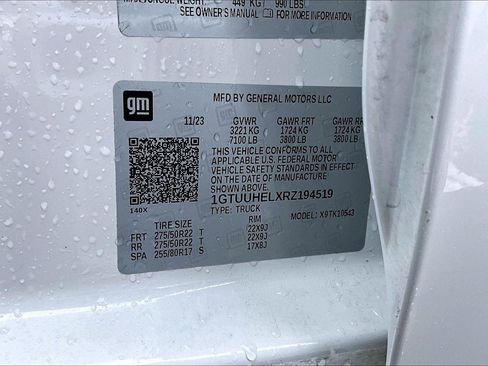 449 KG 990 LBS
SEE OWNER'S MANUAL FOR MORE INFORMATION
gm
MFD BY GENERAL MOTORS LLC
11/23 GVWR GAWR FRT GAWR RR
3221 KG 1724 KG 1724 KG
7100 LB 3800 LB 3800 LB
THIS VEHICLE CONFORMS TO ALL
APPLICABLE U.S. FEDERAL MOTOR
VEHICLE SAFETY STANDARDS IN EFFECT
ON THE DATE OF MANUFACTURE SHOWN ABOVE.
1GTUUHELXRZ194519
140X TYPE: TRUCK MODEL: X9TK10543
TIRE SIZE RIM
FRT 275/50R22 T 22X9J
RR 275/50R22 T 22X9J
SPA 255/80R17 S 17X8J